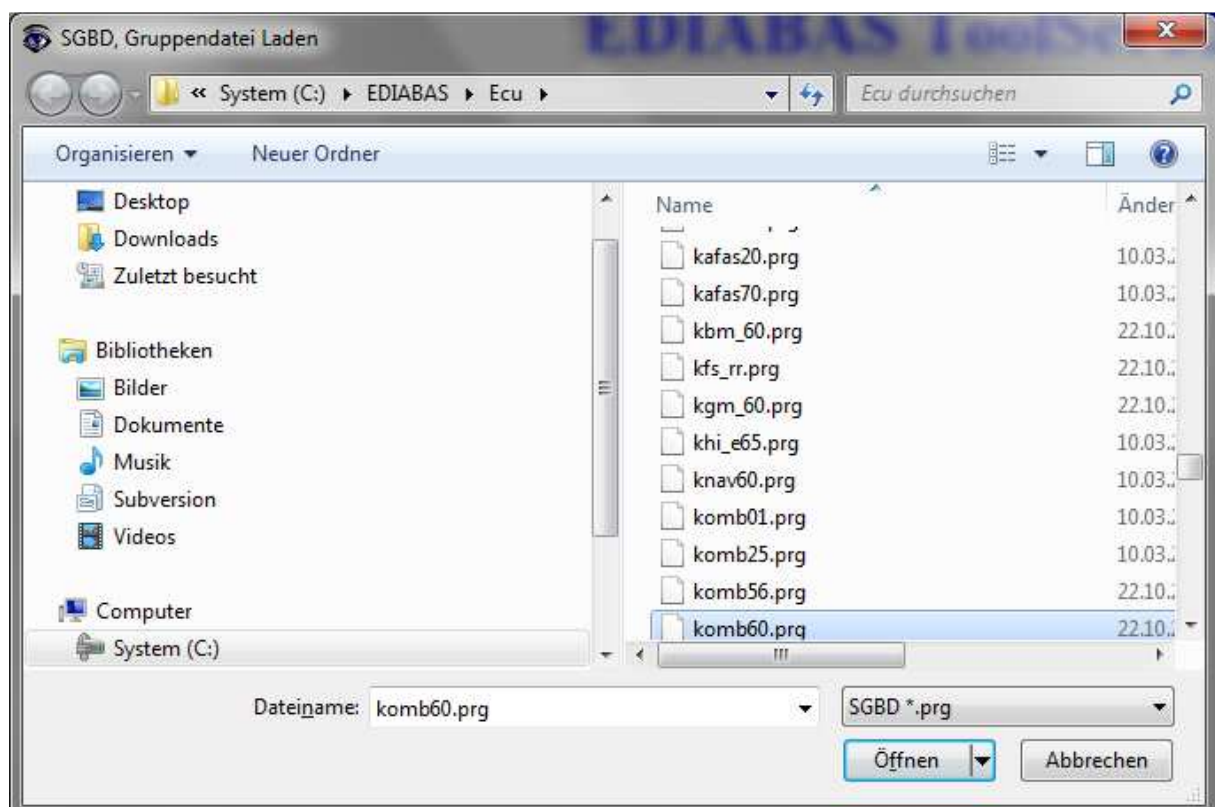 SGBD, Gruppendatei Laden
EDIABAS
« System (C:) ▸ EDIABAS ▸ Ecu ▸
Ecu durchsuchen
Organisieren
Neuer Ordner
Desktop
Downloads
Zuletzt besucht
Bibliotheken
Bilder
Dokumente
Musik
Subversion
Videos
Computer
System (C:)
Name
Änder
kafas20.prg
10.03.
kafas70.prg
10.03.
kbm_60.prg
22.10.
kfs_rr.prg
22.10.
kgm_60.prg
22.10.
khi_e65.prg
10.03.
knav60.prg
10.03.
komb01.prg
10.03.
komb25.prg
10.03.
komb56.prg
22.10.
komb60.prg
22.10.
Dateiname: komb60.prg
SGBD *.prg
Öffnen
Abbrechen